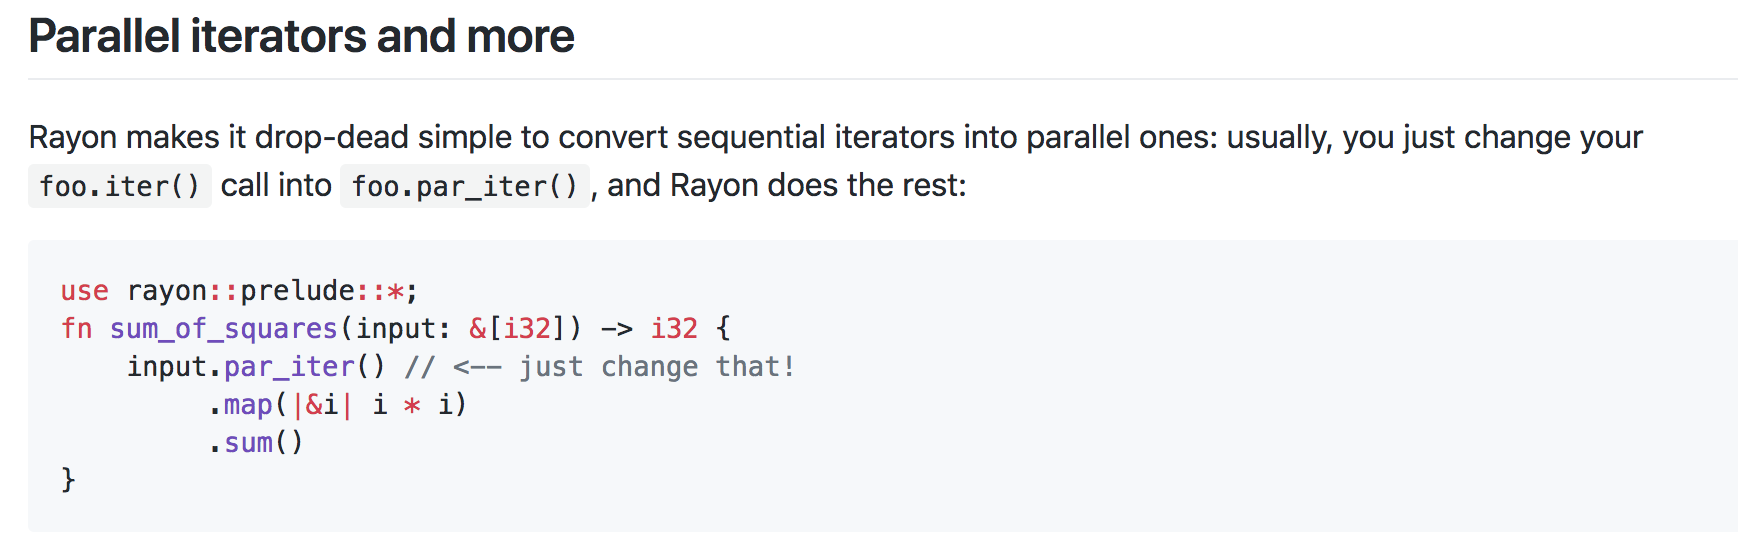 Parallel iterators and more
Rayon makes it drop-dead simple to convert sequential iterators into parallel ones: usually, you just change your
foo.iter() call into foo.par_iter() , and Rayon does the rest:
use rayon::prelude::*;
fn sum_of_squares(input: &[i32]) -> i32 {
    input.par_iter() // <-- just change that!
         .map(|&i| i * i)
         .sum()
}